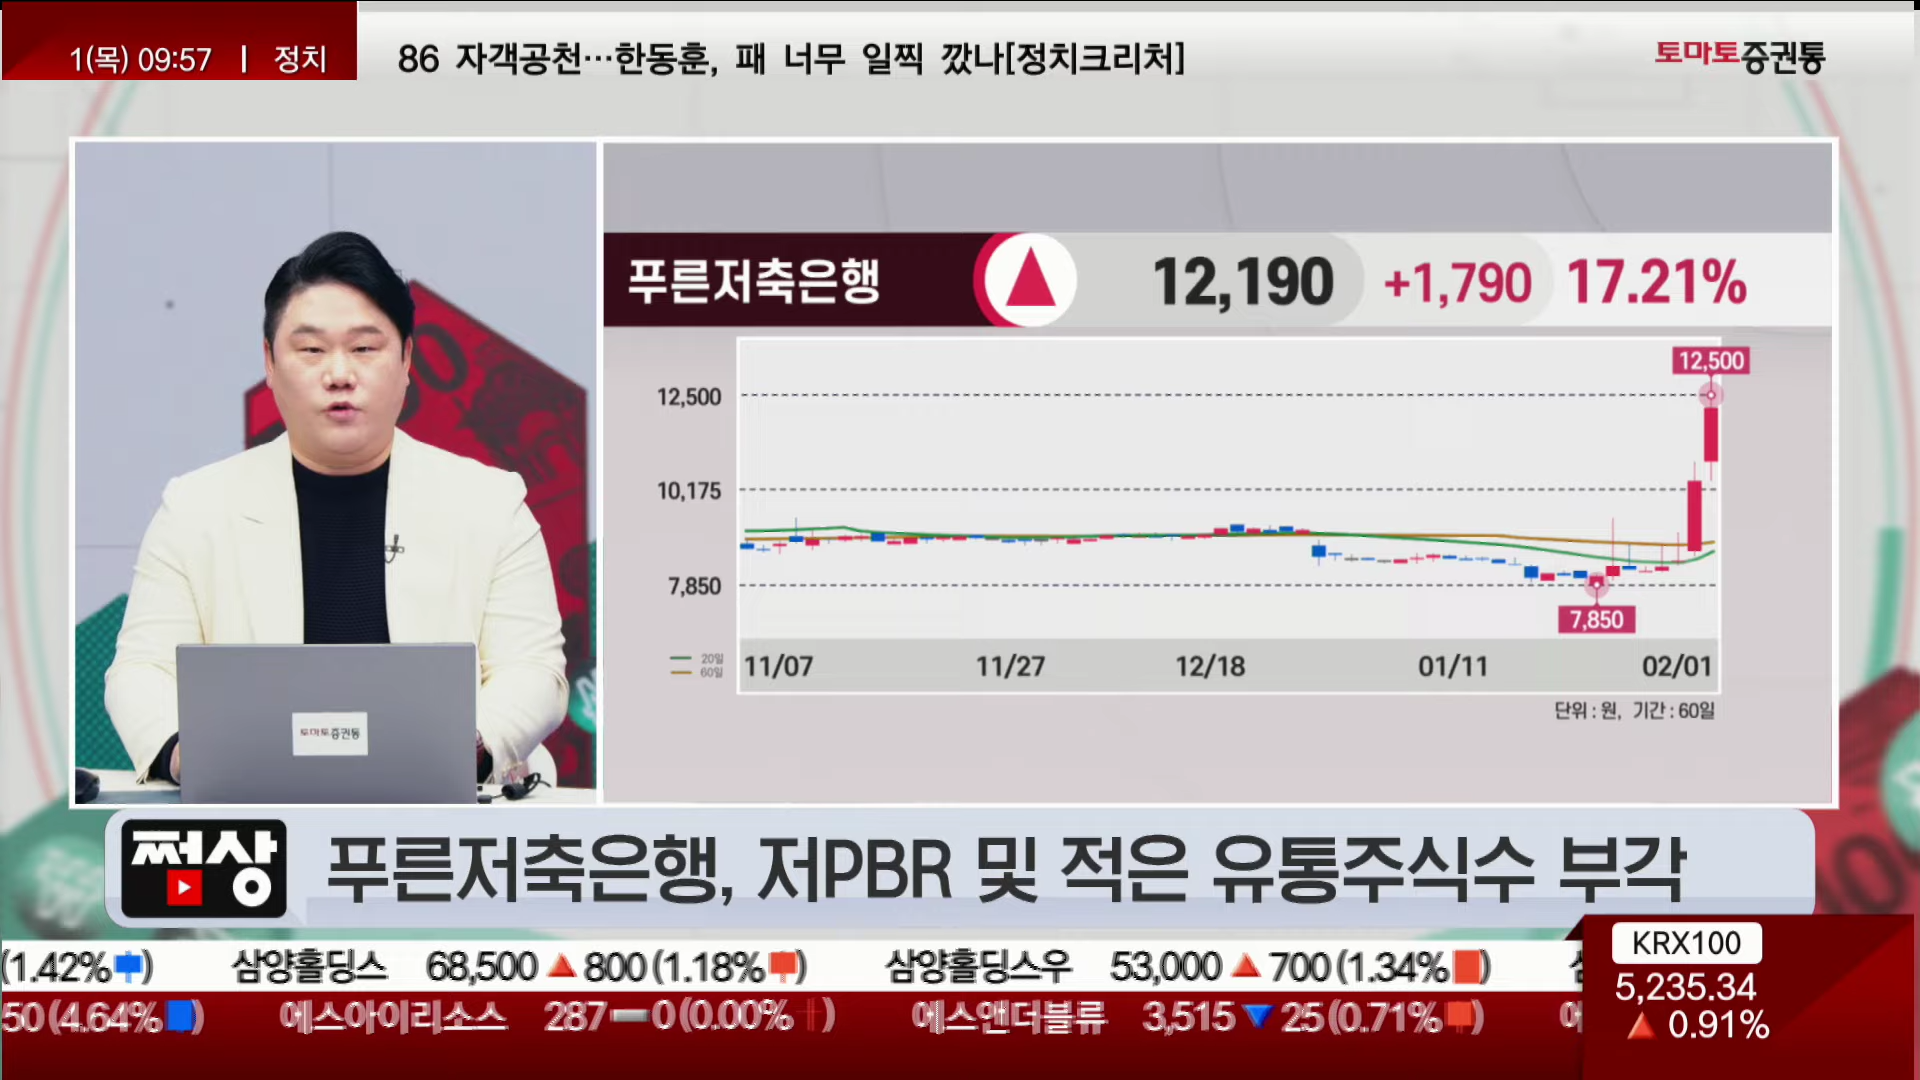 1(목) 09:57 | 정치
86 자객공천…한동훈, 패 너무 일찍 깠나[정치크리처]
토마토증권통
푸른저축은행 ▲ 12,190 +1,790 17.21%
12,500
12,500
10,175
7,850
7,850
20일
60일
11/07 11/27 12/18 01/11 02/01
단위 : 원, 기간 : 60일
토마토증권통
쩐상
푸른저축은행, 저PBR 및 적은 유통주식수 부각
(1.42% ) 삼양홀딩스 68,500 ▲ 800 (1.18% ) 삼양홀딩스우 53,000 ▲ 700 (1.34% )
50 (4.64% ) 에스아이리소스 287 0 (0.00% ) 에스앤더블류 3,515 ▼ 25 (0.71% )
KRX100
5,235.34
▲ 0.91%